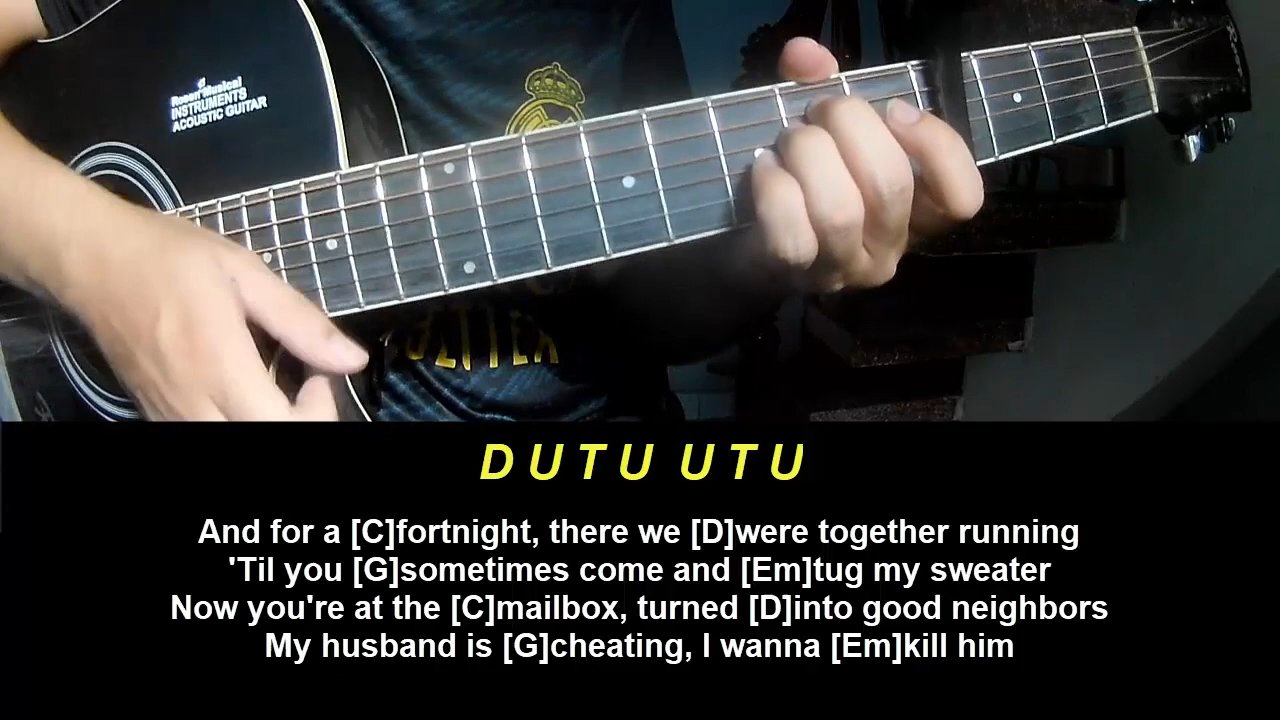 Rosen Musical
INSTRUMENTS
ACOUSTIC GUITAR
D U T U U T U
And for a [C]fortnight, there we [D]were together running
'Til you [G]sometimes come and [Em]tug my sweater
Now you're at the [C]mailbox, turned [D]into good neighbors
My husband is [G]cheating, I wanna [Em]kill him